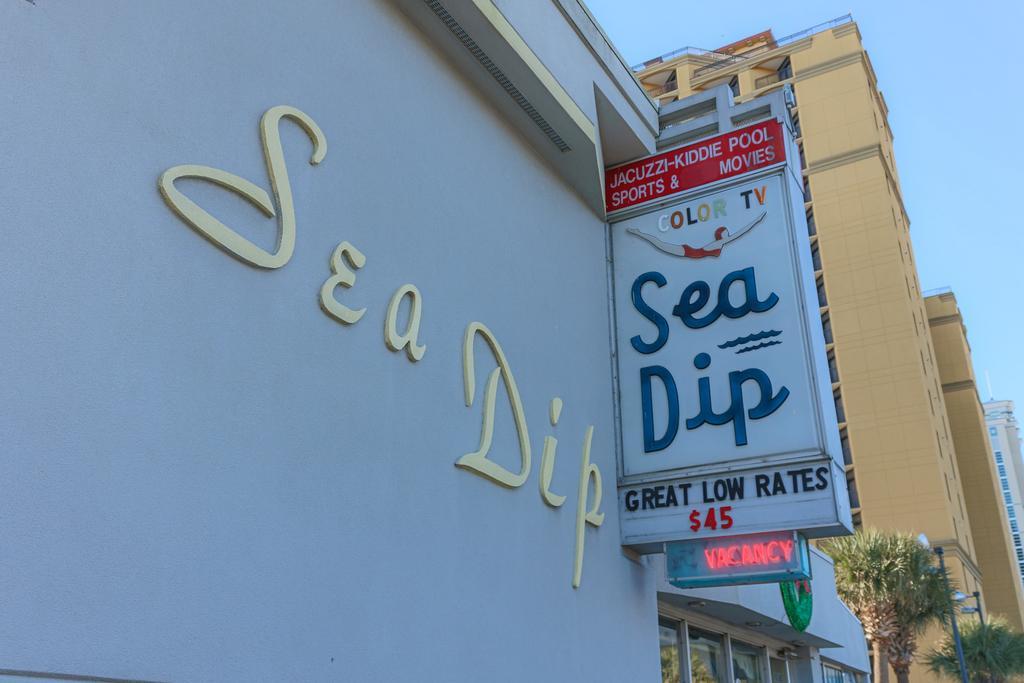 Sea Dip
JACUZZI-KIDDIE POOL
SPORTS & MOVIES
COLOR TV
Sea
Dip
GREAT LOW RATES
$45
VACANCY